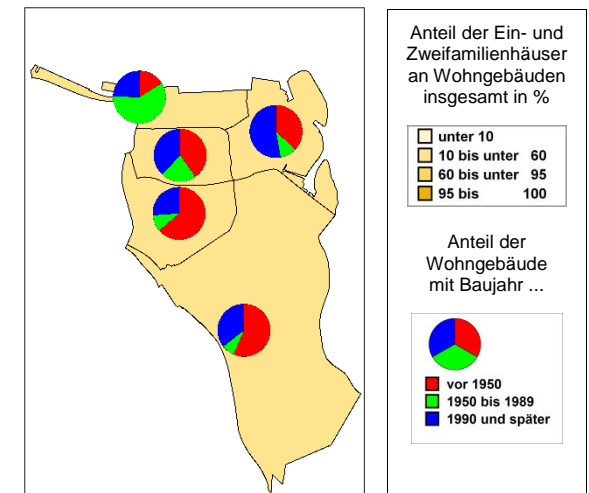 Anteil der Ein- und
Zweifamilienhäuser
an Wohngebäuden
insgesamt in %
unter 10
10 bis unter 60
60 bis unter 95
95 bis 100
Anteil der
Wohngebäude
mit Baujahr ...
vor 1950
1950 bis 1989
1990 und später